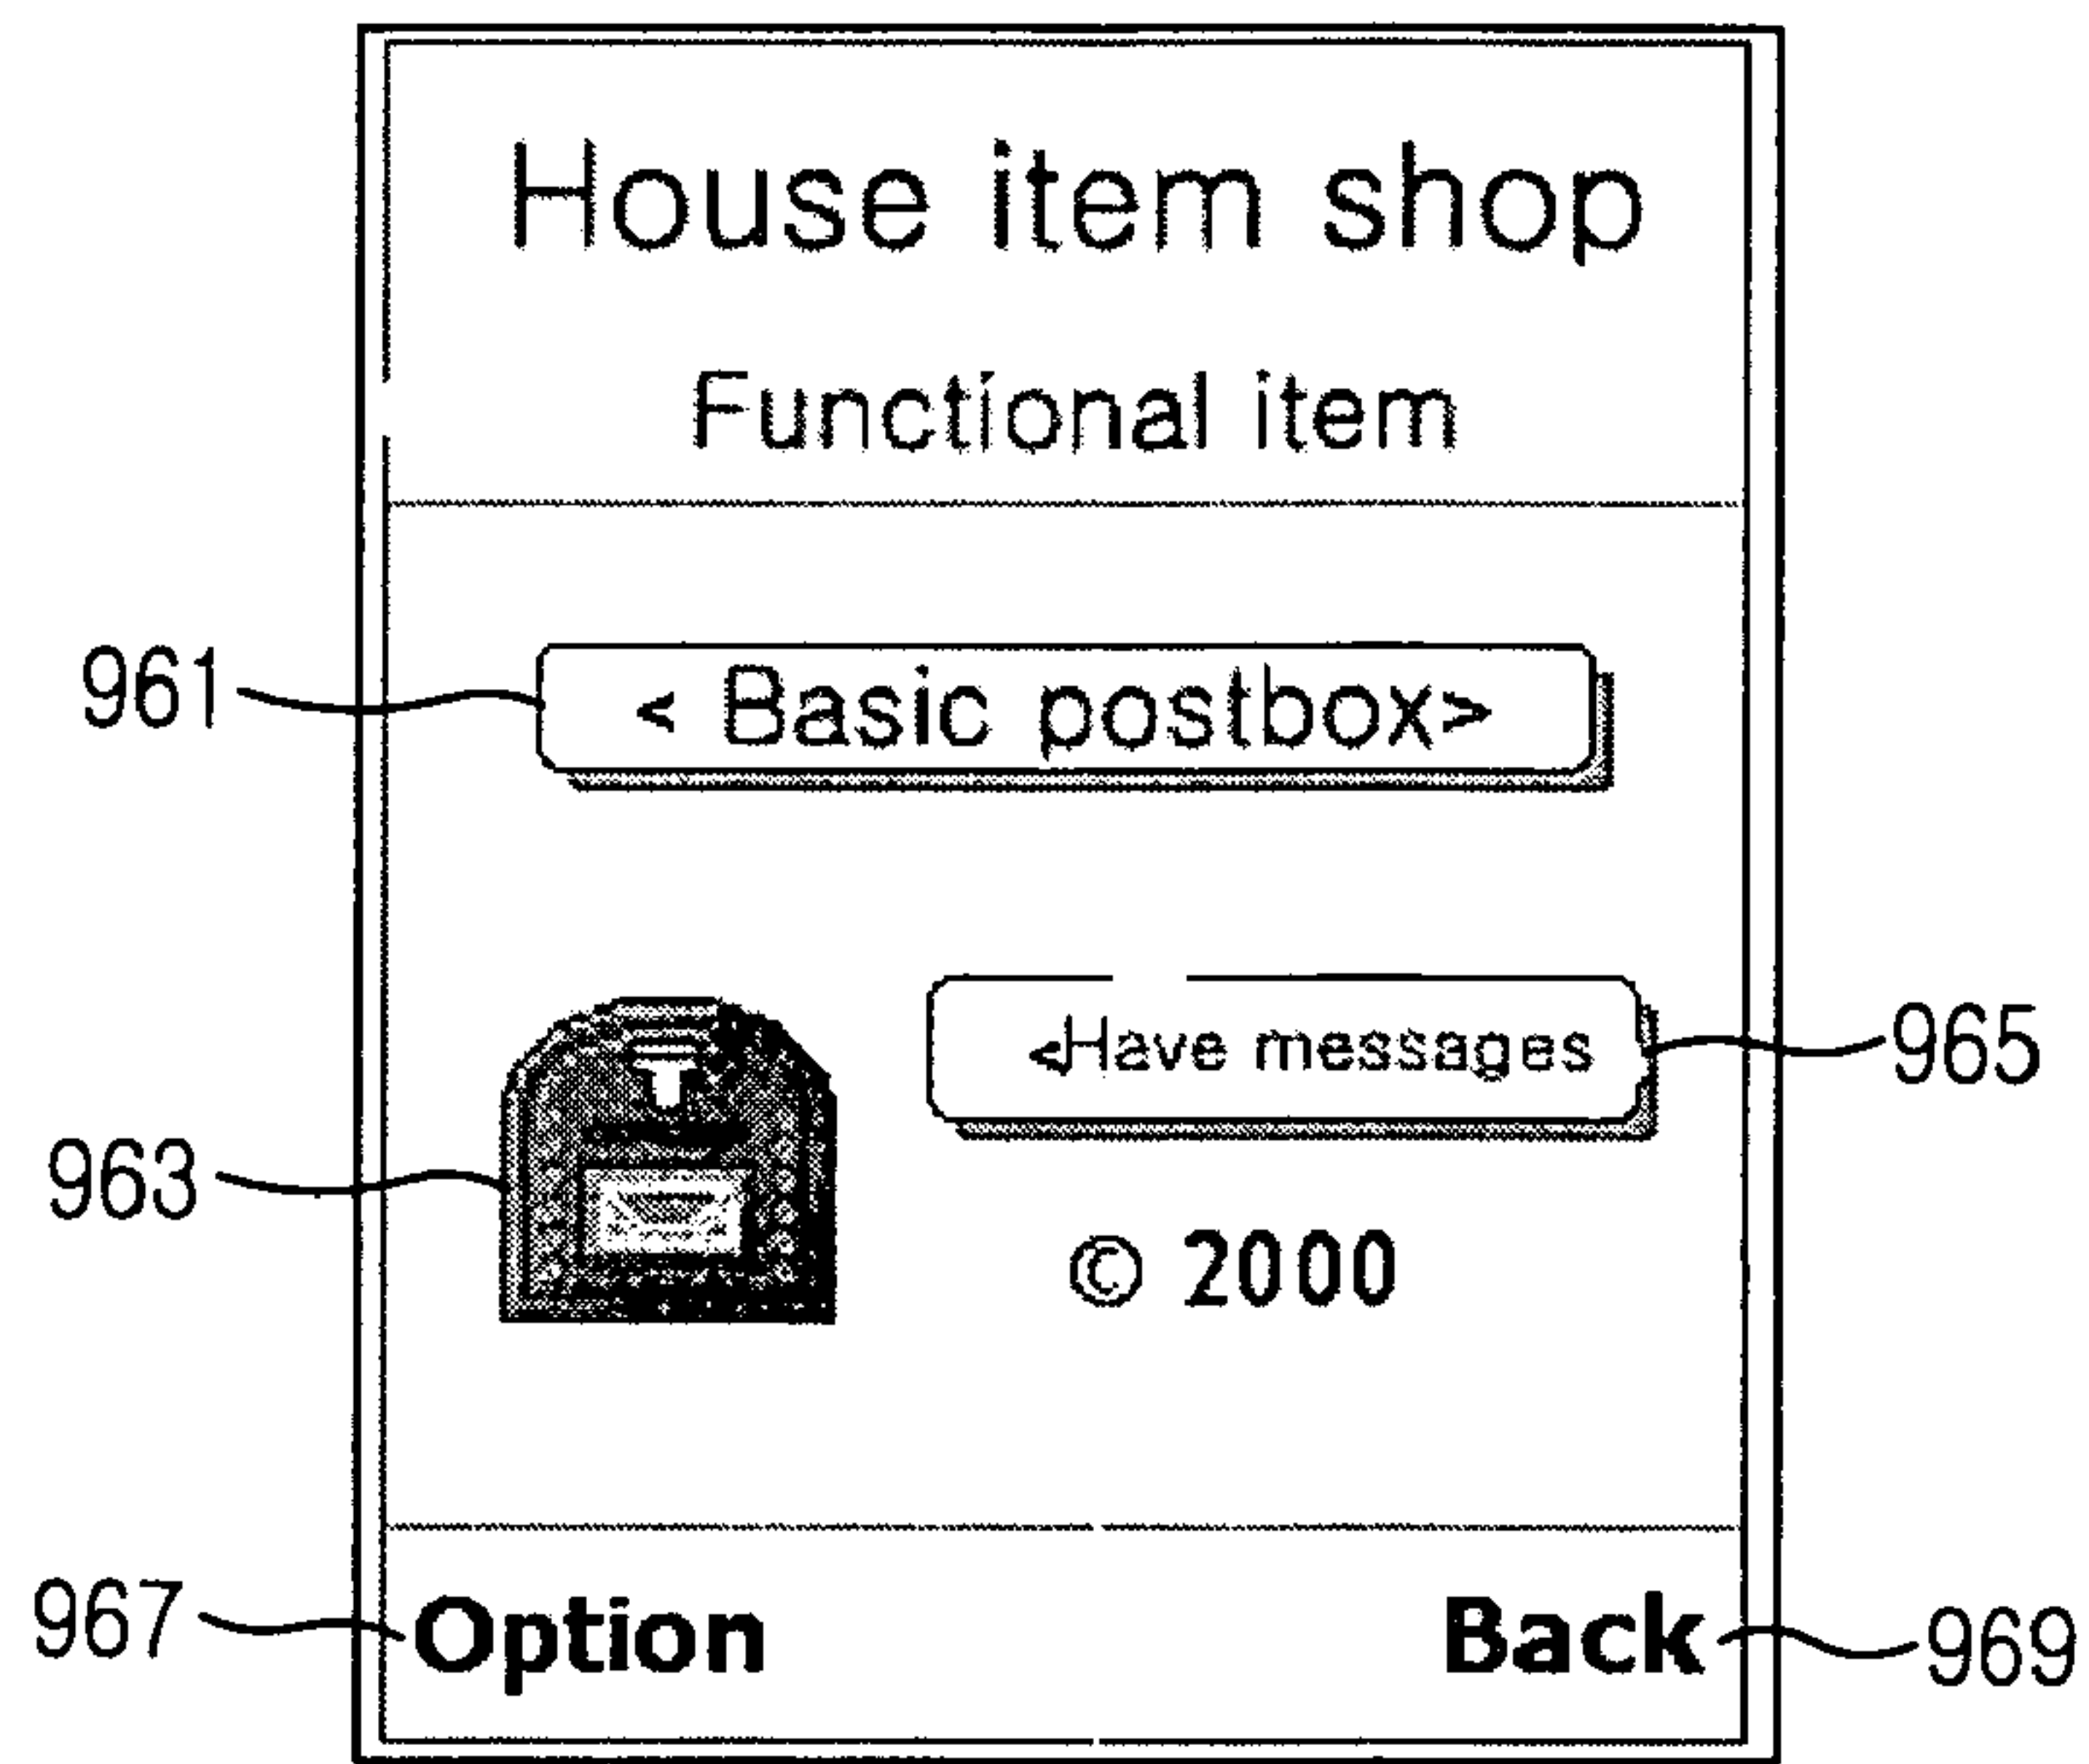 House item shop
Functional item
961
< Basic postbox>
<Have messages
965
963
© 2000
967
Option
Back
969